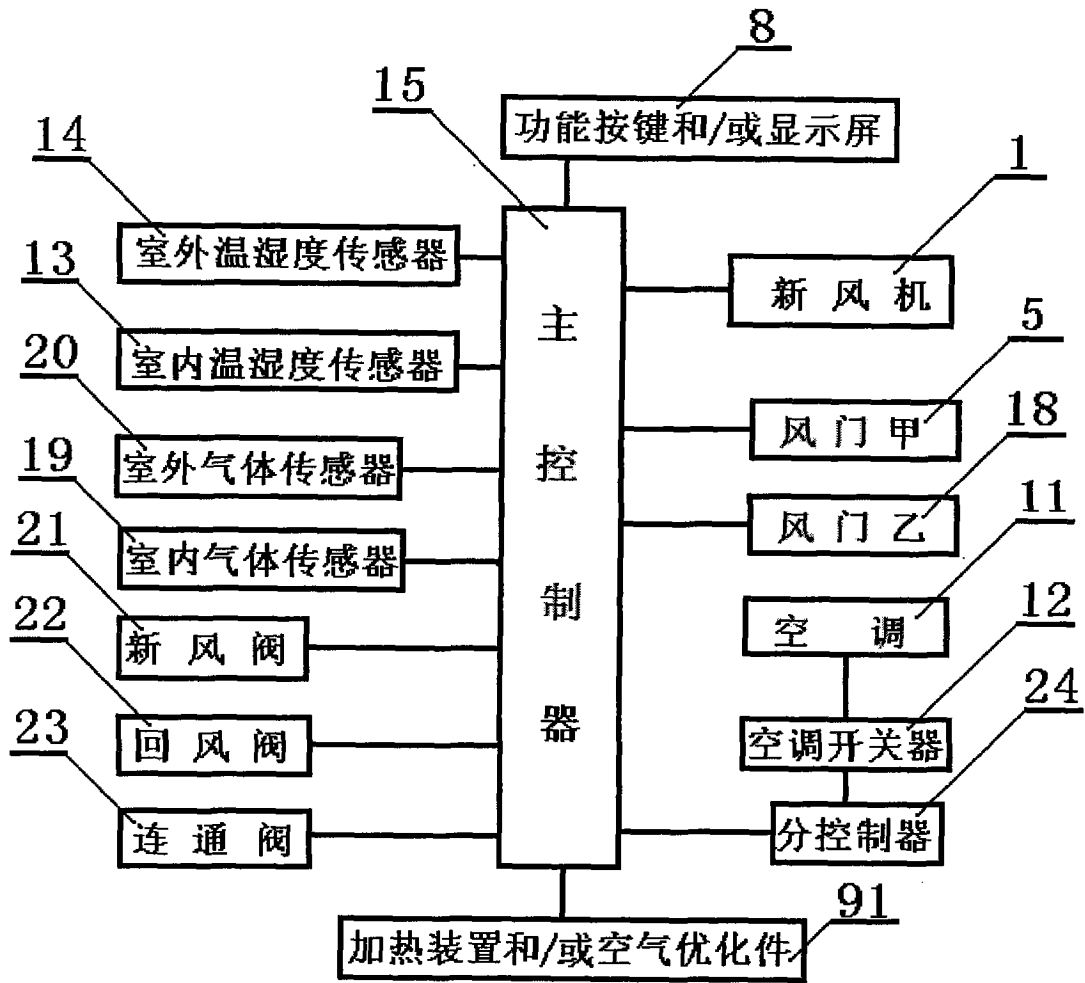 8
15
功能按键和/或显示屏
14
1
室外温湿度传感器
13
新风机
主控制器
室内温湿度传感器
5
20
风门甲
18
室外气体传感器
19
风门乙
11
室内气体传感器
21
空调
12
新风阀
22
24
空调开关器
回风阀
23
分控制器
连通阀
91
加热装置和/或空气优化件